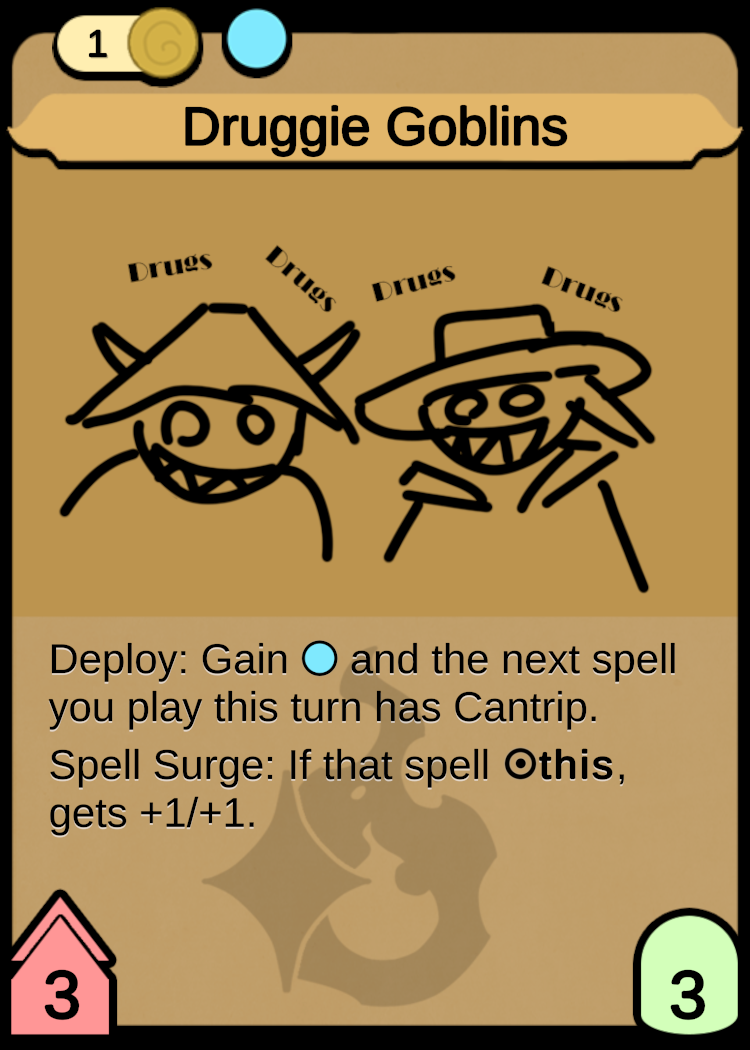 1
Druggie Goblins
Drugs Drugs Drugs Drugs
Deploy: Gain and the next spell
you play this turn has Cantrip.
Spell Surge: If that spell ⊙this,
gets +1/+1.
3
3